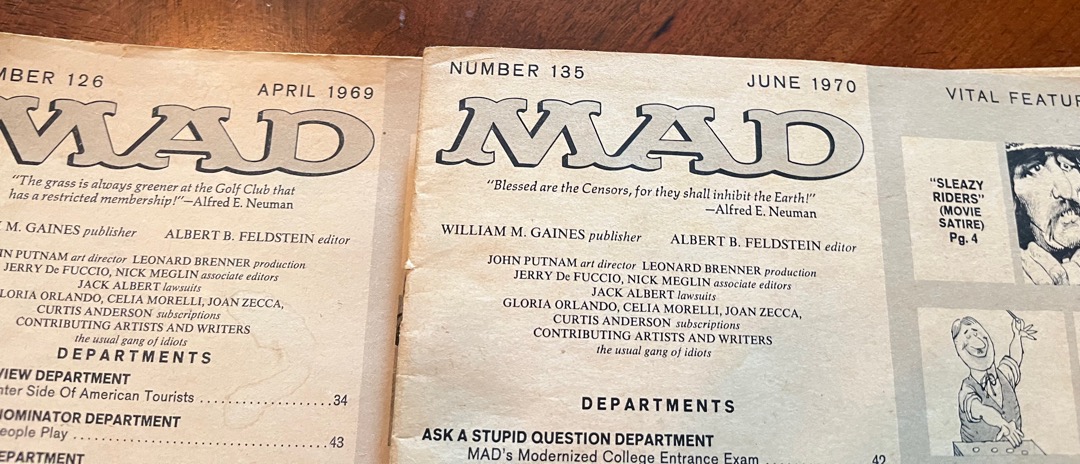 MBER 126
APRIL 1969
MAD
"The grass is always greener at the Golf Club that
has a restricted membership!"—Alfred E. Neuman
M. GAINES publisher ALBERT B. FELDSTEIN editor
N PUTNAM art director LEONARD BRENNER production
JERRY De FUCCIO, NICK MEGLIN associate editors
JACK ALBERT lawsuits
LORIA ORLANDO, CELIA MORELLI, JOAN ZECCA,
CURTIS ANDERSON subscriptions
CONTRIBUTING ARTISTS AND WRITERS
the usual gang of idiots
DEPARTMENTS
VIEW DEPARTMENT
nter Side Of American Tourists 34
NOMINATOR DEPARTMENT
eople Play 43
EPARTMENT
NUMBER 135
JUNE 1970
MAD
"Blessed are the Censors, for they shall inhibit the Earth!"
—Alfred E. Neuman
WILLIAM M. GAINES publisher ALBERT B. FELDSTEIN editor
JOHN PUTNAM art director LEONARD BRENNER production
JERRY De FUCCIO, NICK MEGLIN associate editors
JACK ALBERT lawsuits
GLORIA ORLANDO, CELIA MORELLI, JOAN ZECCA,
CURTIS ANDERSON subscriptions
CONTRIBUTING ARTISTS AND WRITERS
the usual gang of idiots
DEPARTMENTS
ASK A STUPID QUESTION DEPARTMENT
MAD's Modernized College Entrance Exam 42
VITAL FEATUR
"SLEAZY
RIDERS"
(MOVIE
SATIRE)
Pg. 4